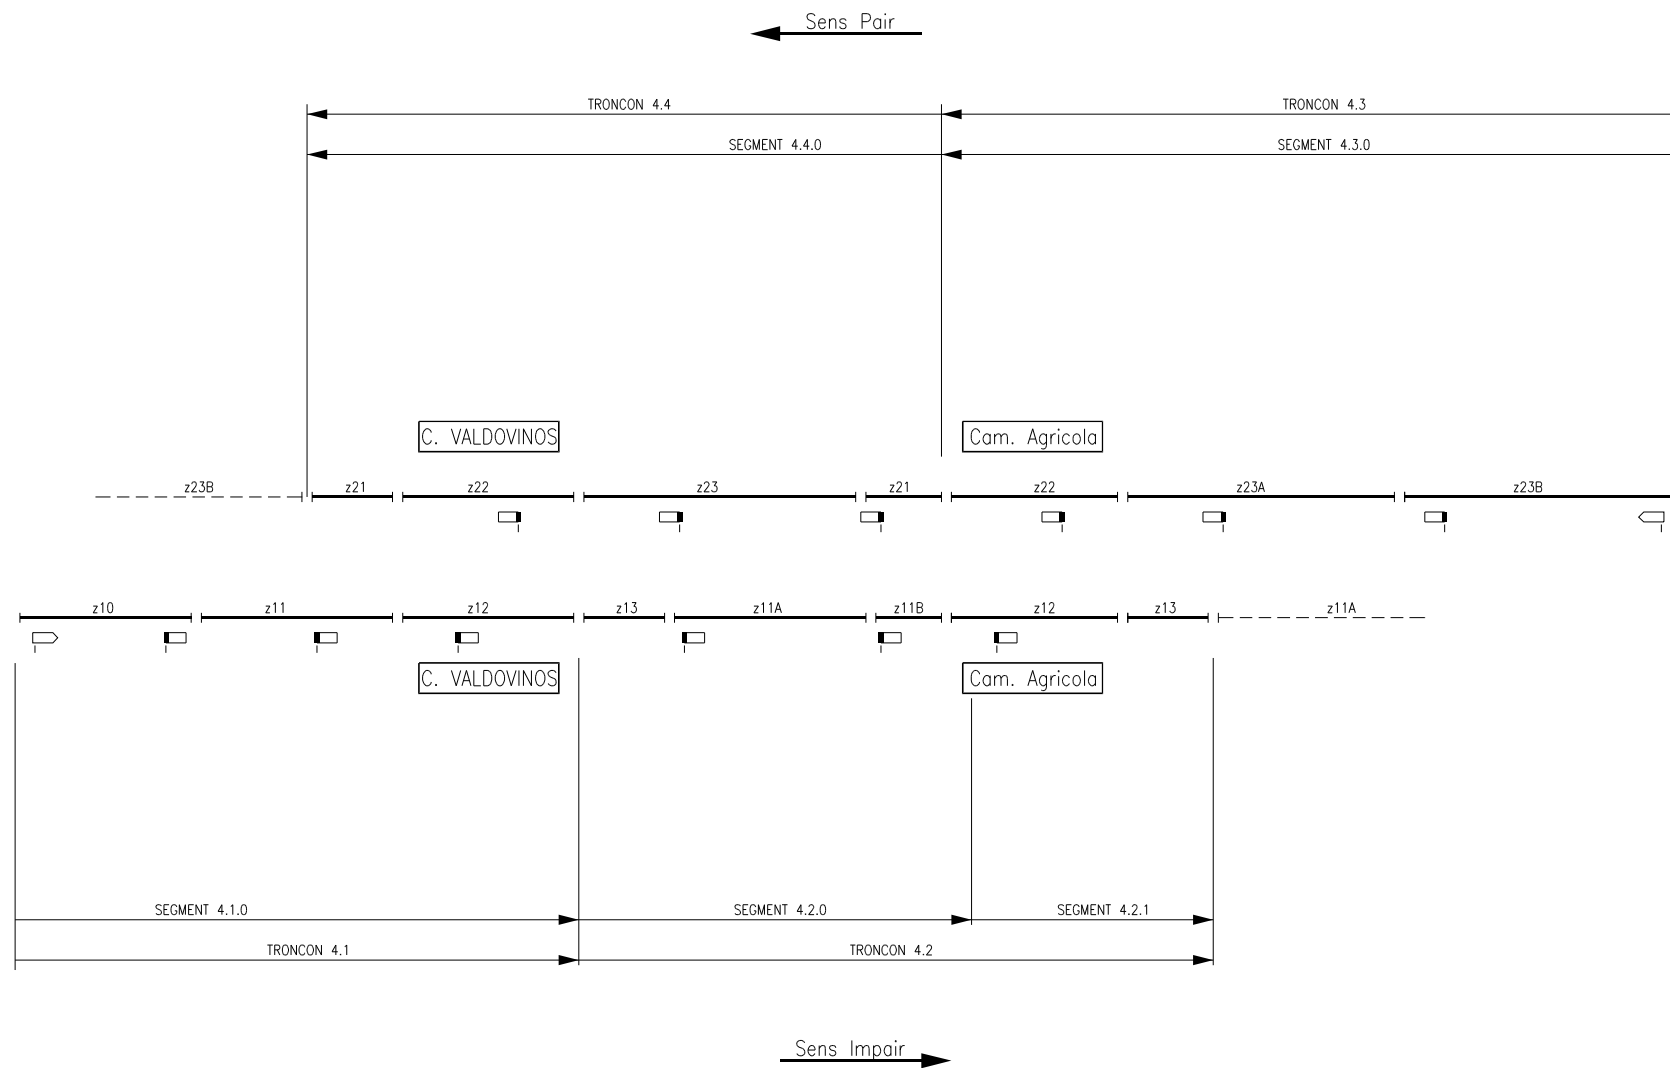 Sens Pair
TRONCON 4.4 TRONCON 4.3
SEGMENT 4.4.0 SEGMENT 4.3.0
C. VALDOVINOS Cam. Agricola
z23B z21 z22 z23 z21 z22 z23A z23B
z10 z11 z12 z13 z11A z11B z12 z13 z11A
C. VALDOVINOS Cam. Agricola
SEGMENT 4.1.0 SEGMENT 4.2.0 SEGMENT 4.2.1
TRONCON 4.1 TRONCON 4.2
Sens Impair